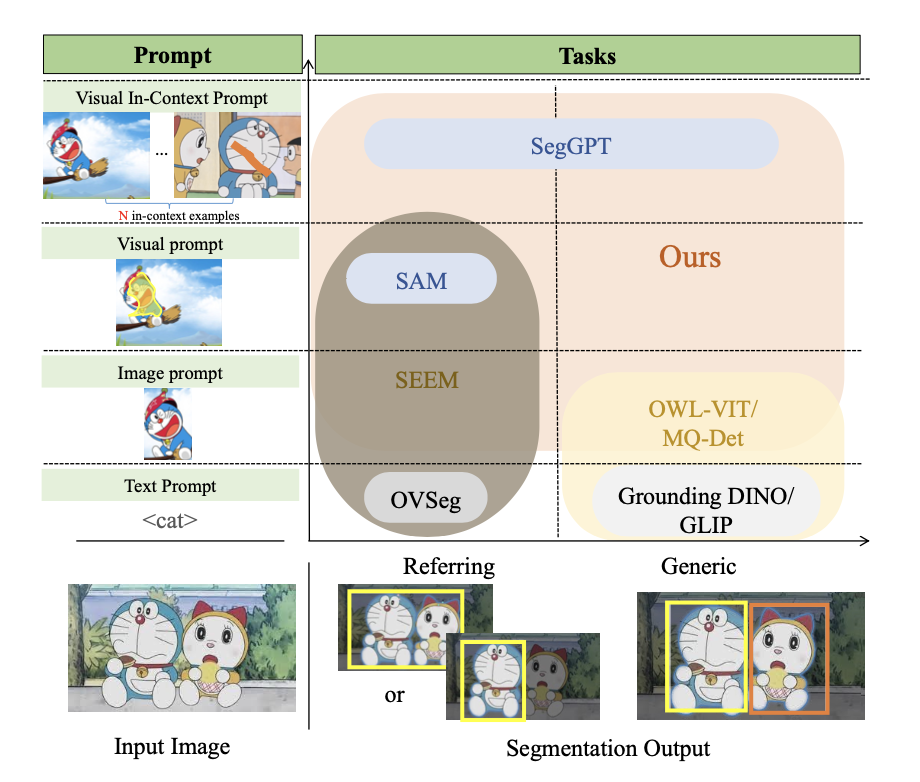 Prompt
Tasks
Visual In-Context Prompt
...
N in-context examples
SegGPT
Visual prompt
SAM
Ours
Image prompt
SEEM
OWL-VIT/
MQ-Det
Text Prompt
<cat>
OVSeg
Grounding DINO/
GLIP
Referring
Generic
or
Input Image
Segmentation Output